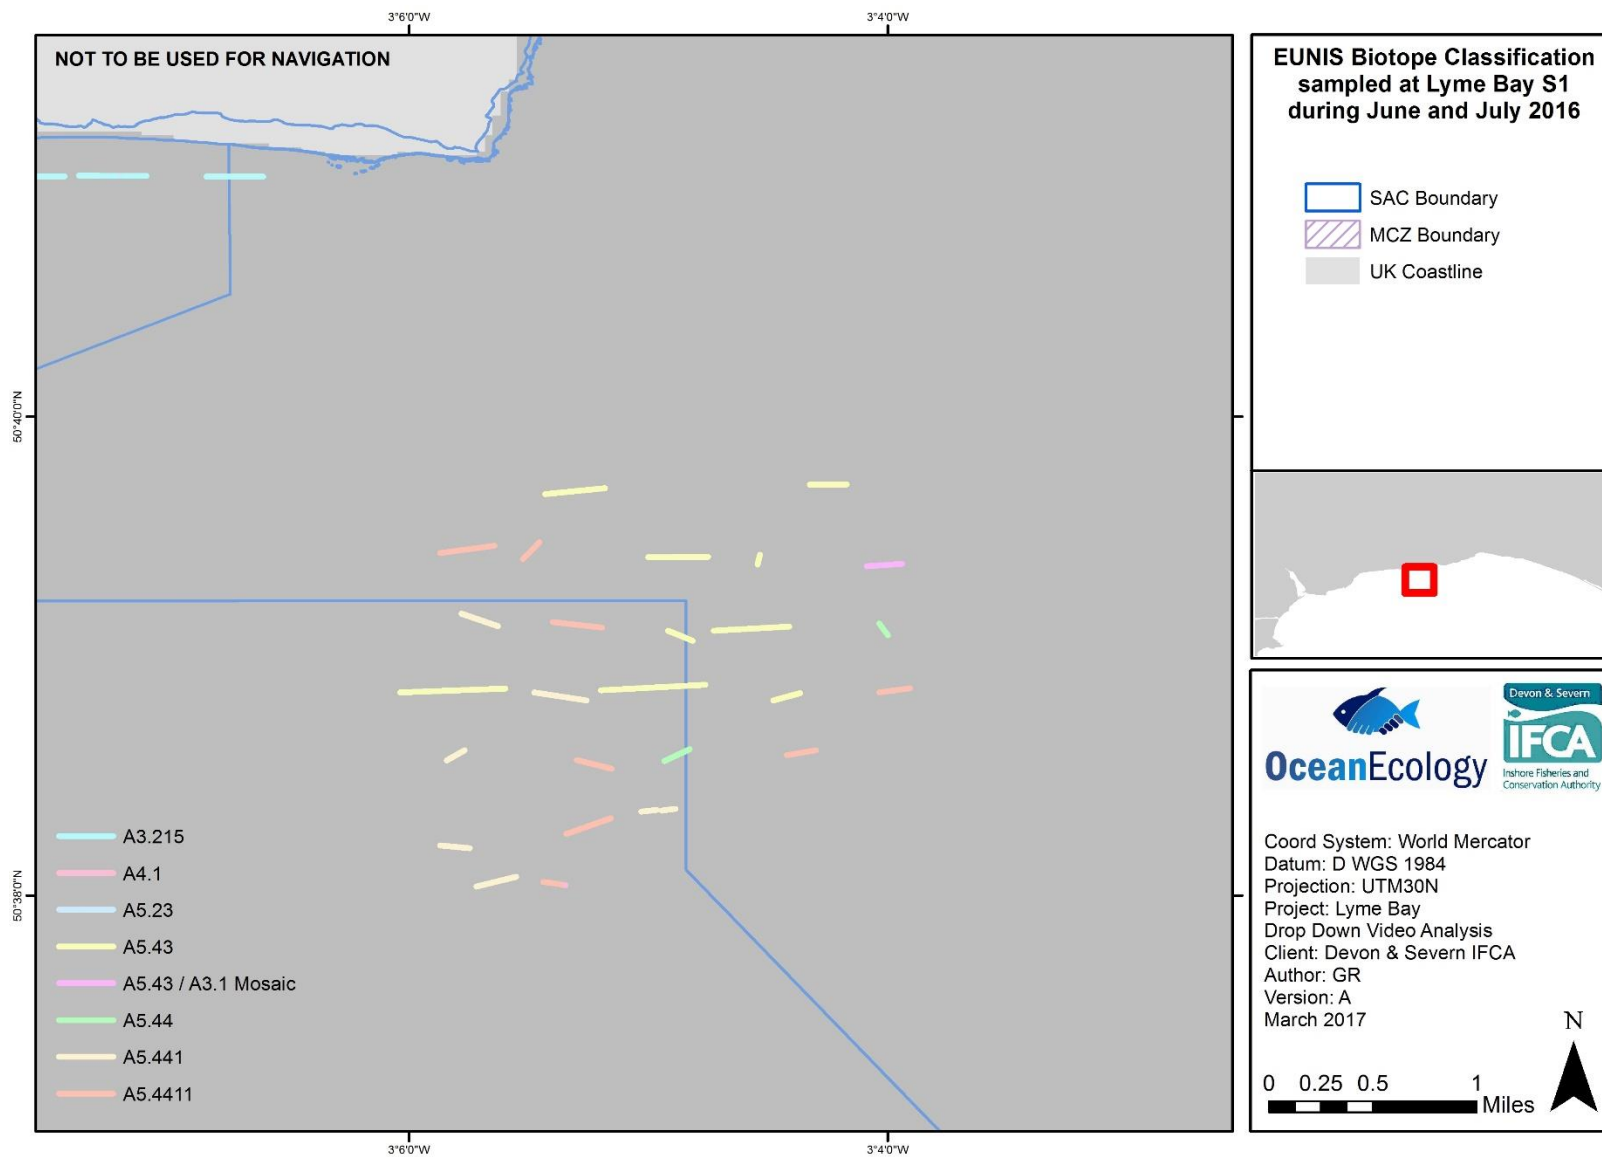 3°6'0"W
3°4'0"W
NOT TO BE USED FOR NAVIGATION
50°40'0"N
50°38'0"N
A3.215
A4.1
A5.23
A5.43
A5.43 / A3.1 Mosaic
A5.44
A5.441
A5.4411
3°6'0"W
3°4'0"W
EUNIS Biotope Classification
sampled at Lyme Bay S1
during June and July 2016
SAC Boundary
MCZ Boundary
UK Coastline
OceanEcology
Devon & Severn
IFCA
Inshore Fisheries and
Conservation Authority
Coord System: World Mercator
Datum: D WGS 1984
Projection: UTM30N
Project: Lyme Bay
Drop Down Video Analysis
Client: Devon & Severn IFCA
Author: GR
Version: A
March 2017
N
0 0.25 0.5 1
Miles